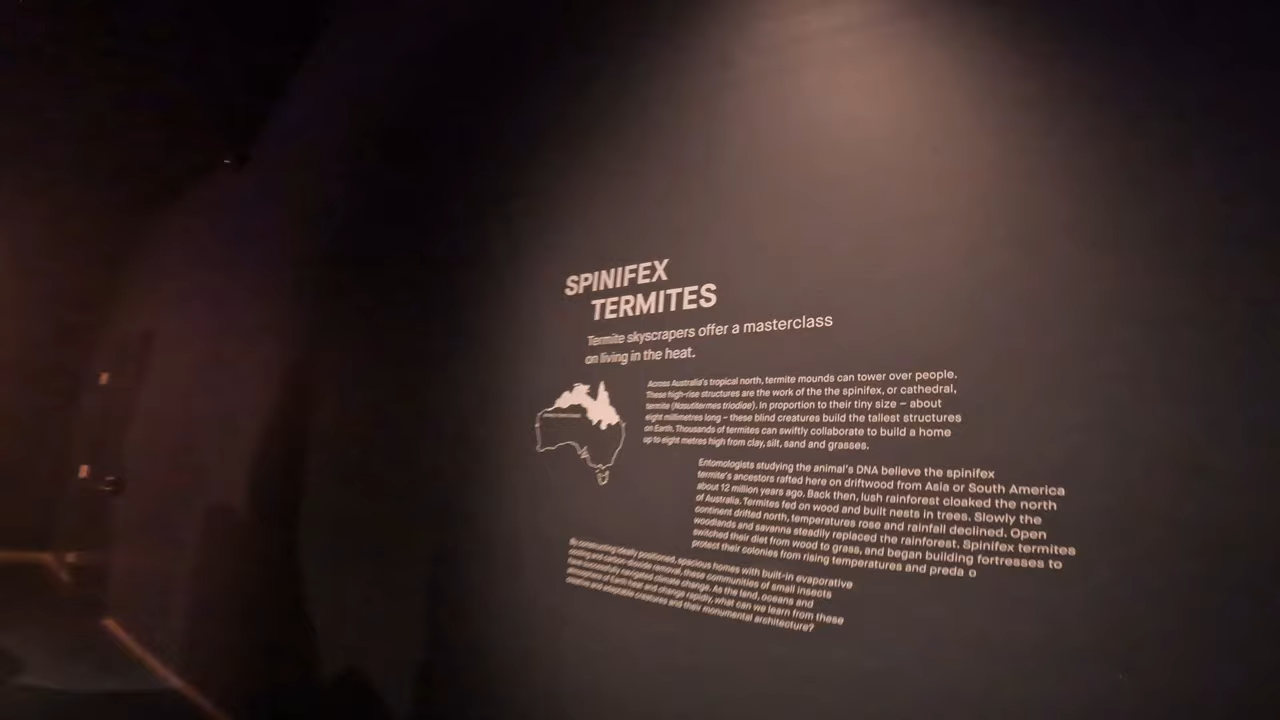 SPINIFEX
TERMITES
Termite skyscrapers offer a masterclass
on living in the heat.
Across Australia's tropical north, termite mounds can tower over people.
These high-rise structures are the work of the the spinifex, or cathedral,
termite (Nasutitermes triodiae). In proportion to their tiny size – about
eight millimetres long – these blind creatures build the tallest structures
on Earth. Thousands of termites can swiftly collaborate to build a home
up to eight metres high from clay, silt, sand and grasses.
Entomologists studying the animal's DNA believe the spinifex
termite's ancestors rafted here on driftwood from Asia or South America
about 12 million years ago. Back then, lush rainforest cloaked the north
of Australia. Termites fed on wood and built nests in trees. Slowly the
continent drifted north, temperatures rose and rainfall declined. Open
woodlands and savanna steadily replaced the rainforest. Spinifex termites
switched their diet from wood to grass, and began building fortresses to
protect their colonies from rising temperatures and preda o
By constructing ideally positioned, spacious homes with built-in evaporative
cooling and carbon-dioxide removal, these communities of small insects
have successfully navigated climate change. As the land, oceans and
atmosphere of Earth heat and change rapidly, what can we learn from these
creative and adaptable creatures and their monumental architecture?